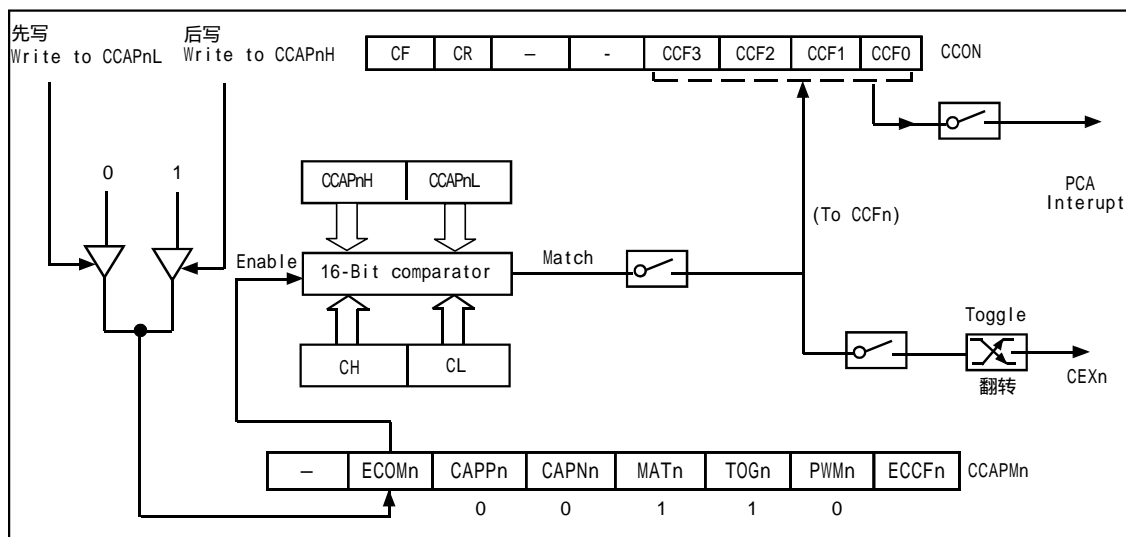 先写
Write to CCAPnL
后写
Write to CCAPnH
CF CR — - CCF3 CCF2 CCF1 CCF0 CCON
0 1
CCAPnH CCAPnL
PCA
Interupt
(To CCFn)
Enable
16-Bit comparator
Match
Toggle
CH CL
翻转
CEXn
— ECOMn CAPPn CAPNn MATn TOGn PWMn ECCFn CCAPMn
0 0 1 1 0